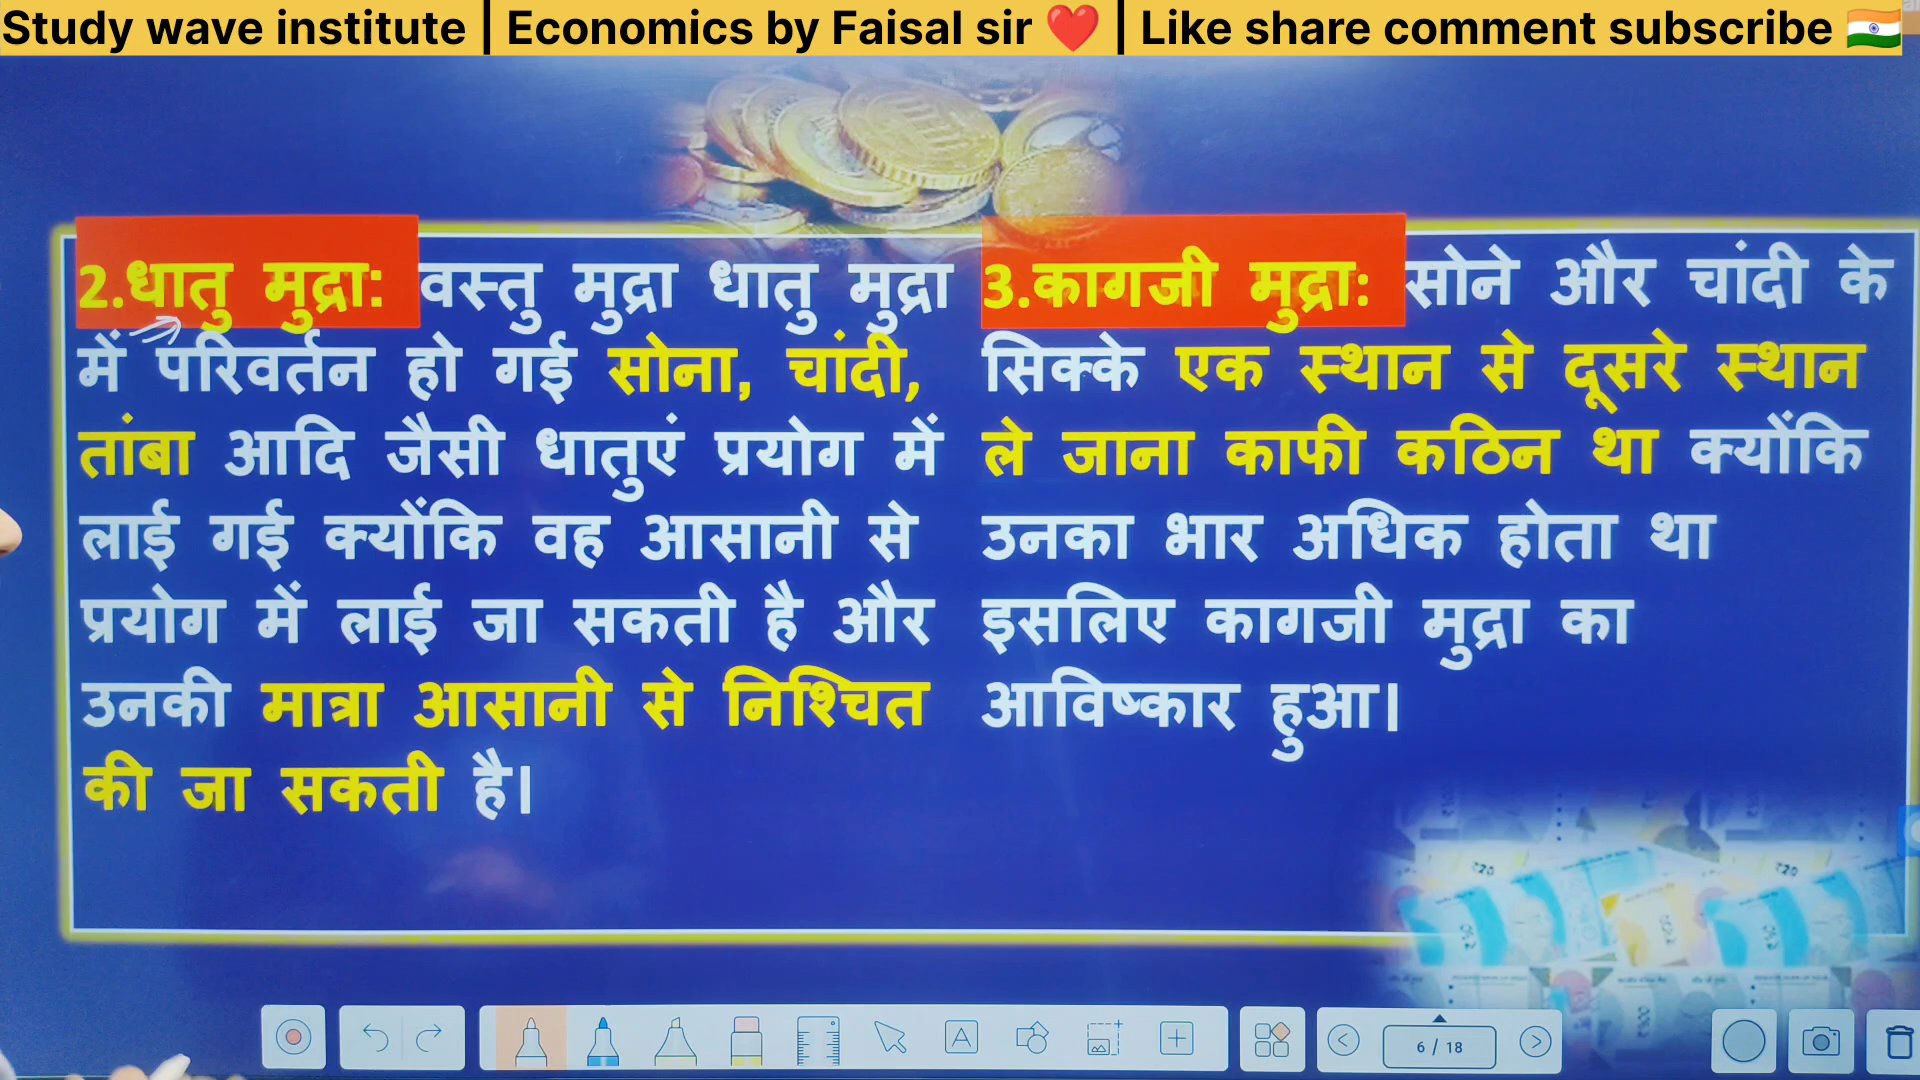 Study wave institute | Economics by Faisal sir ❤️ | Like share comment subscribe 🇮🇳
2.धातु मुद्रा: वस्तु मुद्रा धातु मुद्रा
में परिवर्तन हो गई सोना, चांदी,
तांबा आदि जैसी धातुएं प्रयोग में
लाई गई क्योंकि वह आसानी से
प्रयोग में लाई जा सकती है और
उनकी मात्रा आसानी से निश्चित
की जा सकती है।
3.कागजी मुद्रा: सोने और चांदी के
सिक्के एक स्थान से दूसरे स्थान
ले जाना काफी कठिन था क्योंकि
उनका भार अधिक होता था
इसलिए कागजी मुद्रा का
आविष्कार हुआ।
₹20
₹20
A
6 / 18